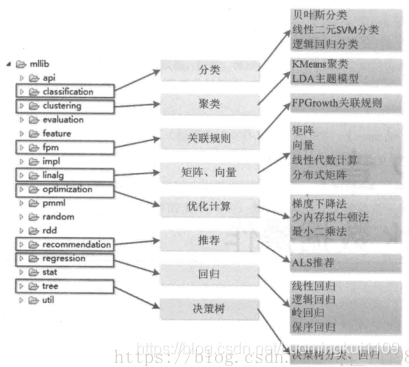 mllib
api
classification
clustering
evaluation
feature
fpm
impl
linalg
optimization
pmml
random
rdd
recommendation
regression
stat
tree
util
分类
聚类
关联规则
矩阵、向量
优化计算
推荐
回归
决策树
贝叶斯分类
线性二元SVM分类
逻辑回归分类
KMeans聚类
LDA主题模型
FPGrowth关联规则
矩阵
向量
线性代数计算
分布式矩阵
梯度下降法
少内存拟牛顿法
最小二乘法
ALS推荐
线性回归
逻辑回归
岭回归
保序回归
决策树分类、回归
https://blog.csdn.net/